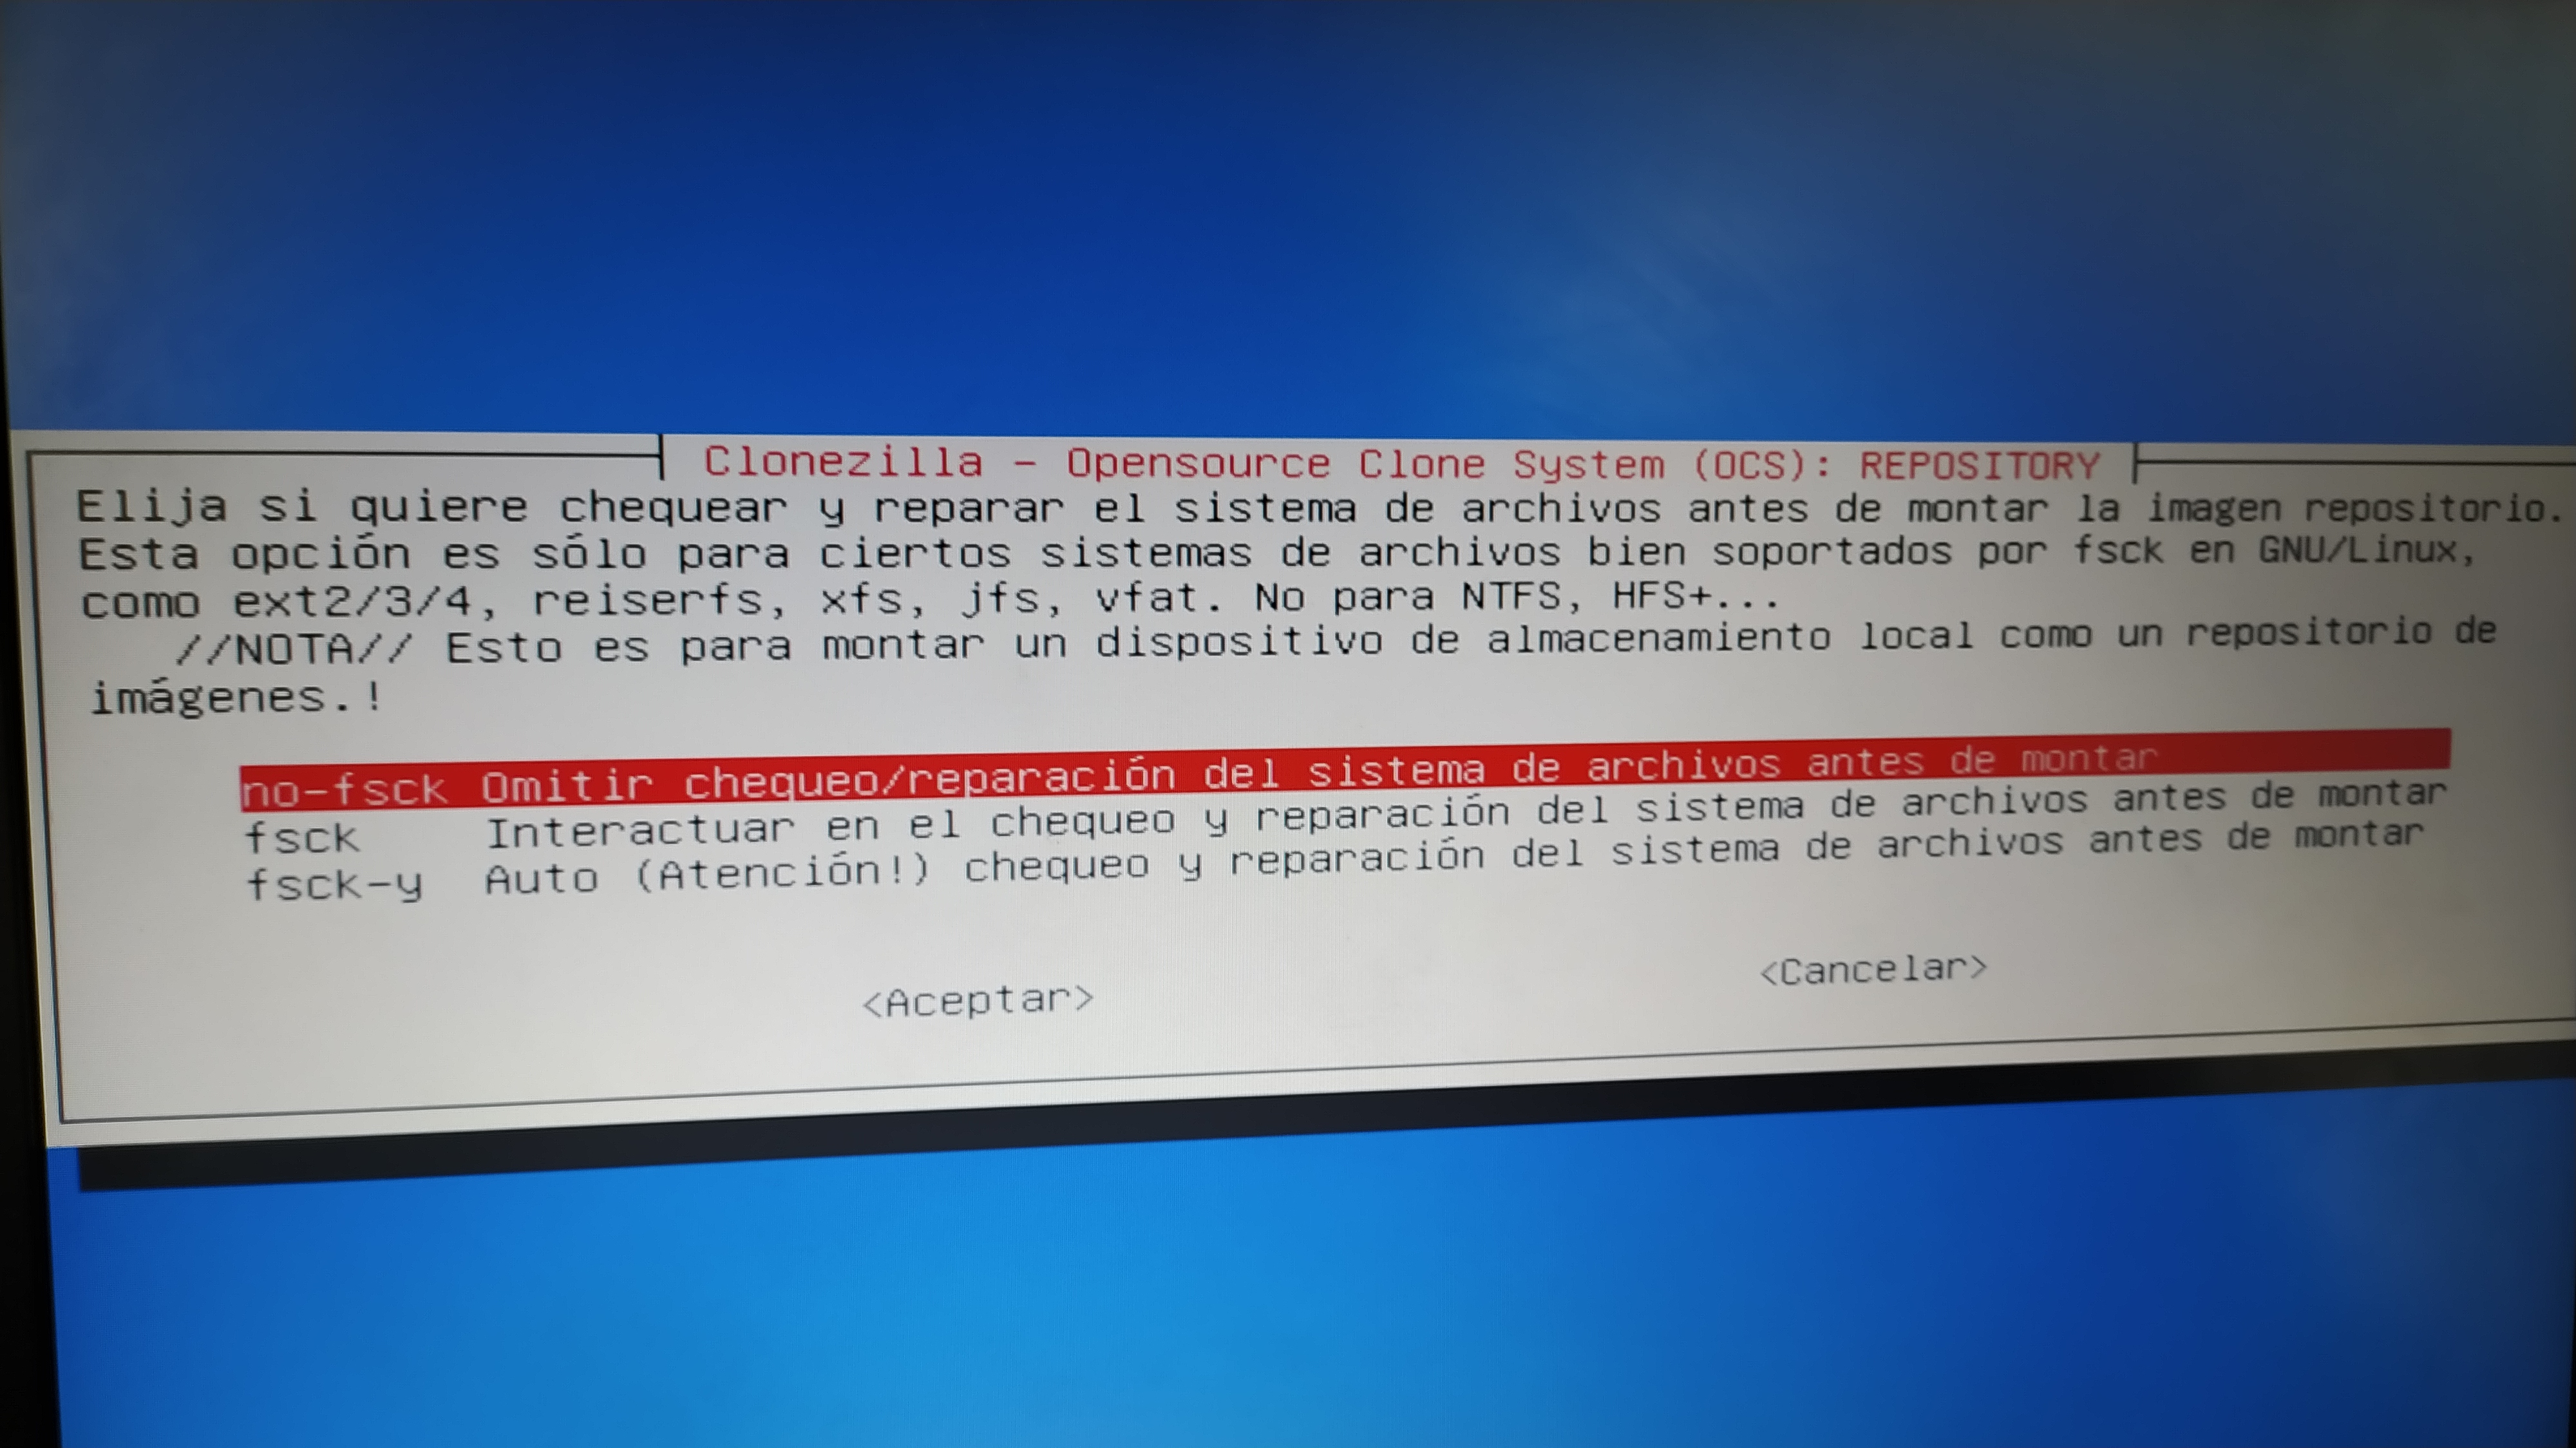 Clonezilla - Opensource Clone System (OCS): REPOSITORY
Elija si quiere chequear y reparar el sistema de archivos antes de montar la imagen repositorio.
Esta opción es sólo para ciertos sistemas de archivos bien soportados por fsck en GNU/Linux,
como ext2/3/4, reiserfs, xfs, jfs, vfat. No para NTFS, HFS+...
//NOTA// Esto es para montar un dispositivo de almacenamiento local como un repositorio de
imágenes.!
no-fsck Omitir chequeo/reparación del sistema de archivos antes de montar
fsck Interactuar en el chequeo y reparación del sistema de archivos antes de montar
fsck-y Auto (Atención!) chequeo y reparación del sistema de archivos antes de montar
<Aceptar> <Cancelar>